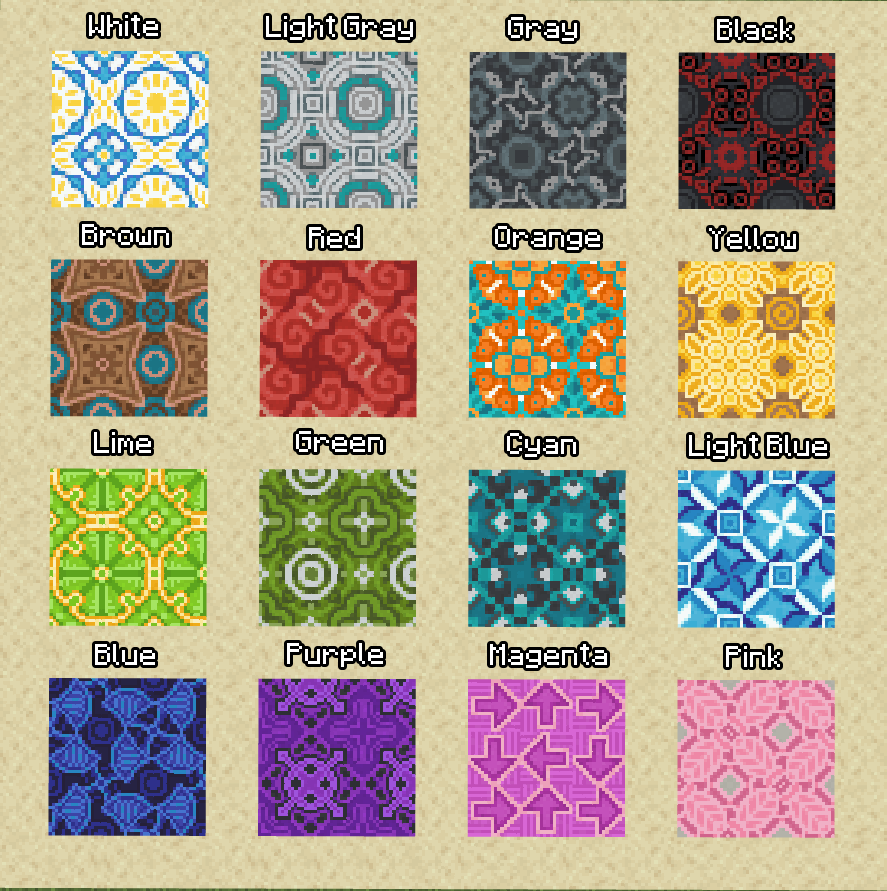 White
Light Gray
Gray
Black
Brown
Red
Orange
Yellow
Lime
Green
Cyan
Light Blue
Blue
Purple
Magenta
Pink